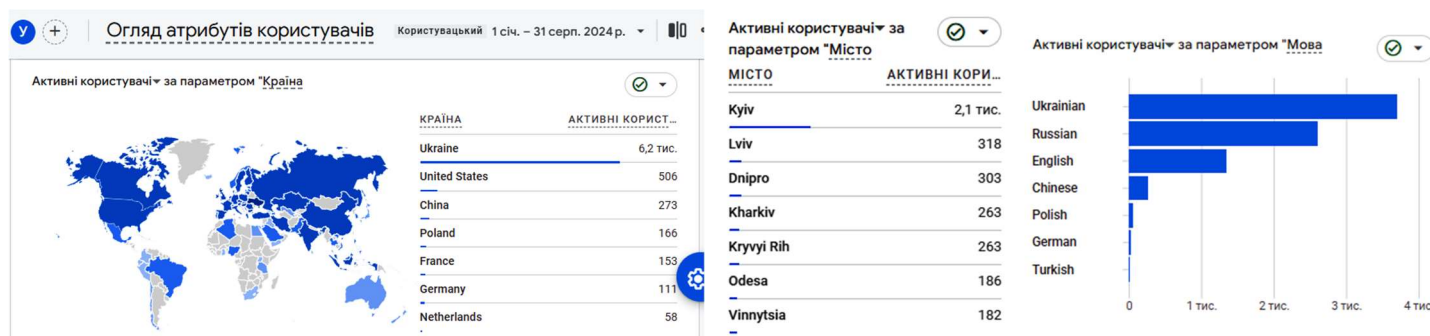 У + Огляд атрибутів користувачів Користувацький 1 січ. – 31 серп. 2024 р.
Активні користувачі за параметром "Країна
КРАЇНА АКТИВНІ КОРИСТ…
Ukraine 6,2 тис.
United States 506
China 273
Poland 166
France 153
Germany 111
Netherlands 58
Активні користувачі за
параметром "Місто
МІСТО АКТИВНІ КОРИ…
Kyiv 2,1 тис.
Lviv 318
Dnipro 303
Kharkiv 263
Kryvyi Rih 263
Odesa 186
Vinnytsia 182
Активні користувачі за параметром "Мова
Ukrainian
Russian
English
Chinese
Polish
German
Turkish
0 1 тис. 2 тис. 3 тис. 4 тис.